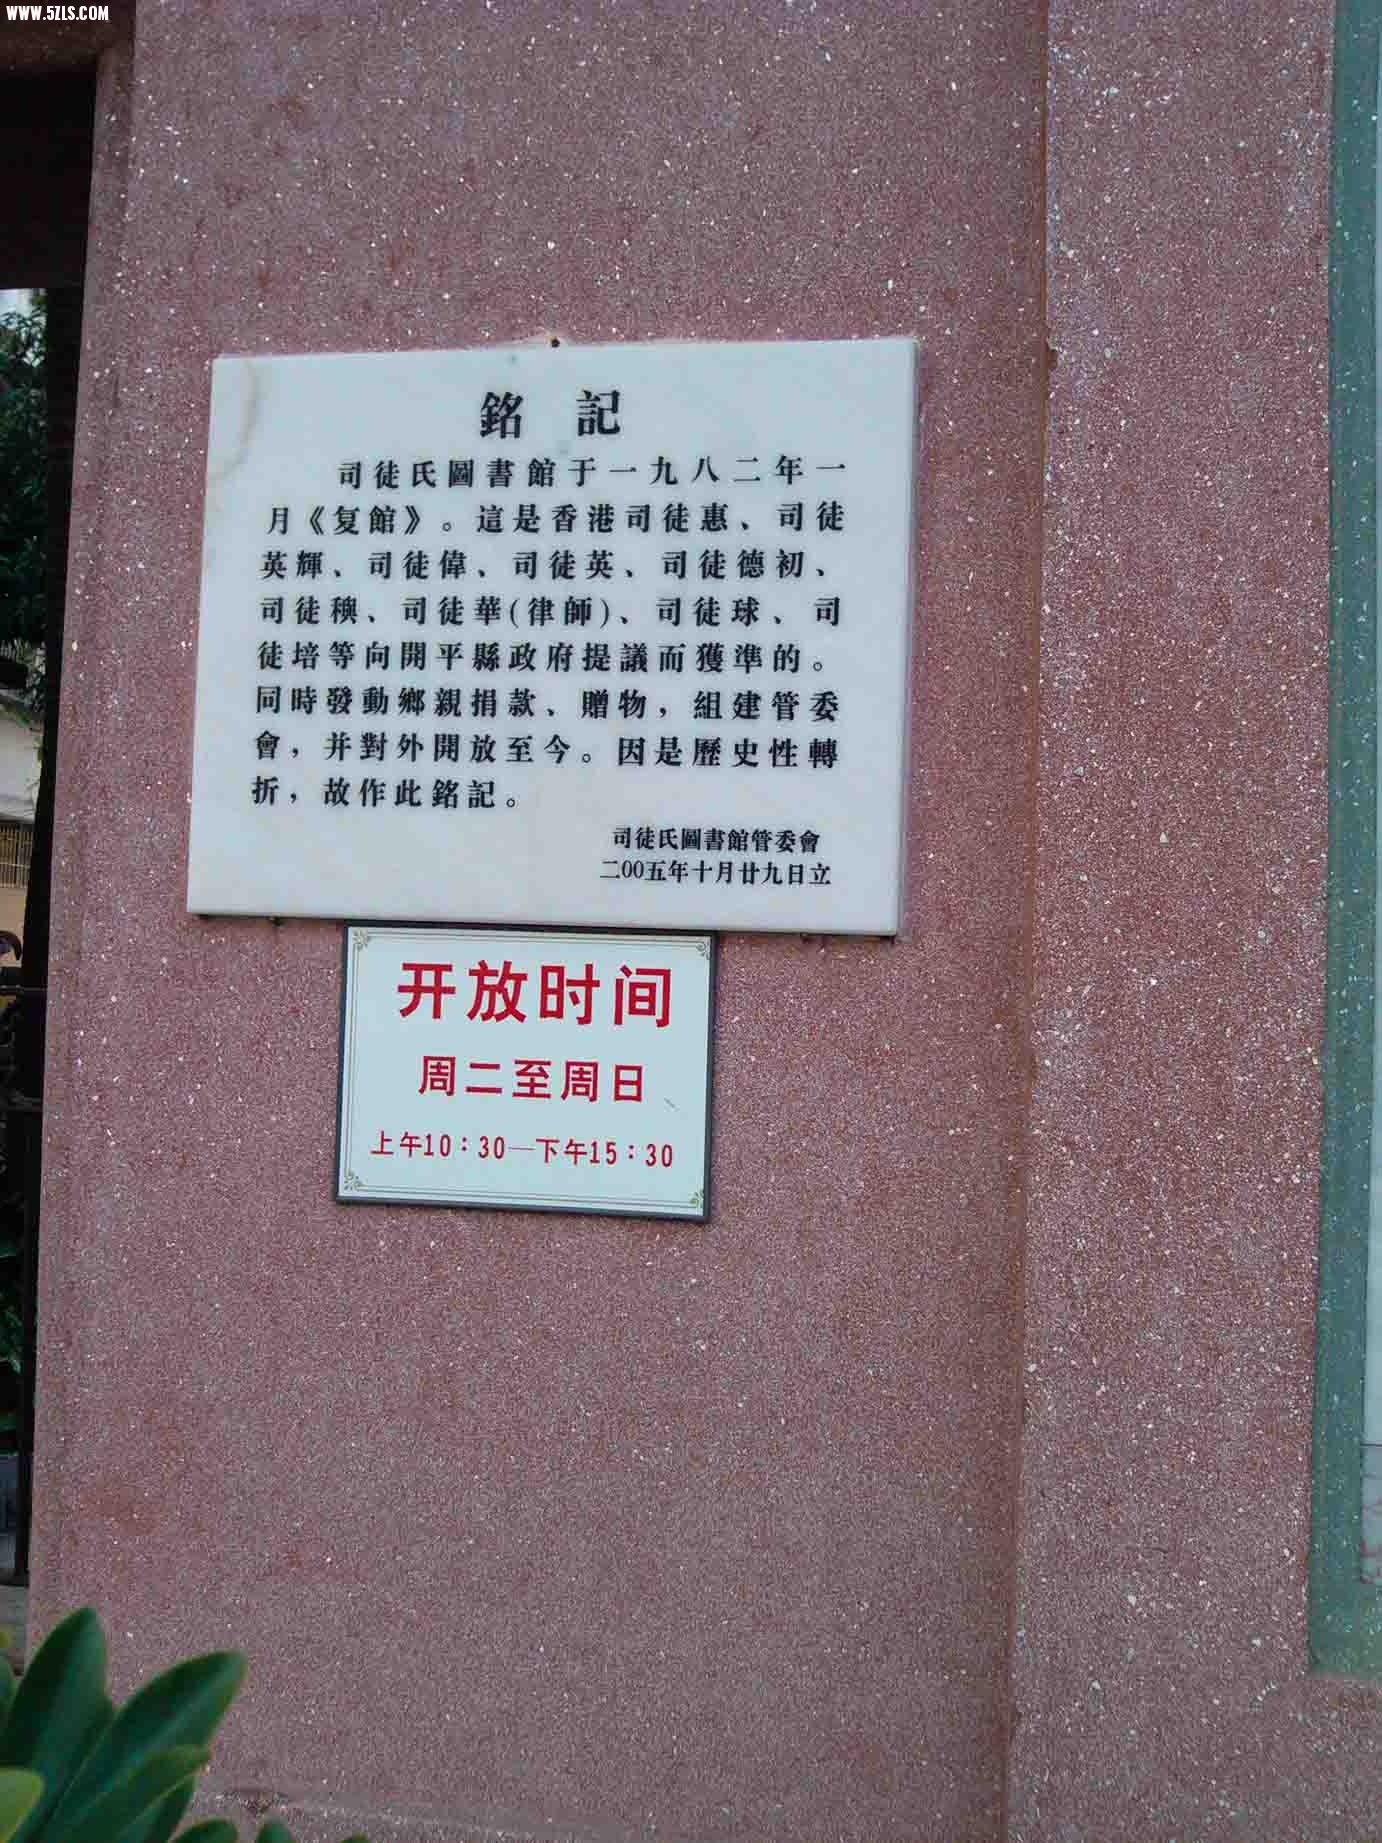 WWW.5ZLS.COM
銘 記
司徒氏圖書館于一九八二年一
月《复館》。這是香港司徒惠、司徒
英輝、司徒偉、司徒英、司徒德初、
司徒䅵、司徒華(律師)、司徒球、司
徒培等向開平縣政府提議而獲準的。
同時發動鄉親捐款、贈物,組建管委
會,并對外開放至今。因是歷史性轉
折,故作此銘記。
司徒氏圖書館管委會
二00五年十月廿九日立
开放时间
周二至周日
上午10:30—下午15:30